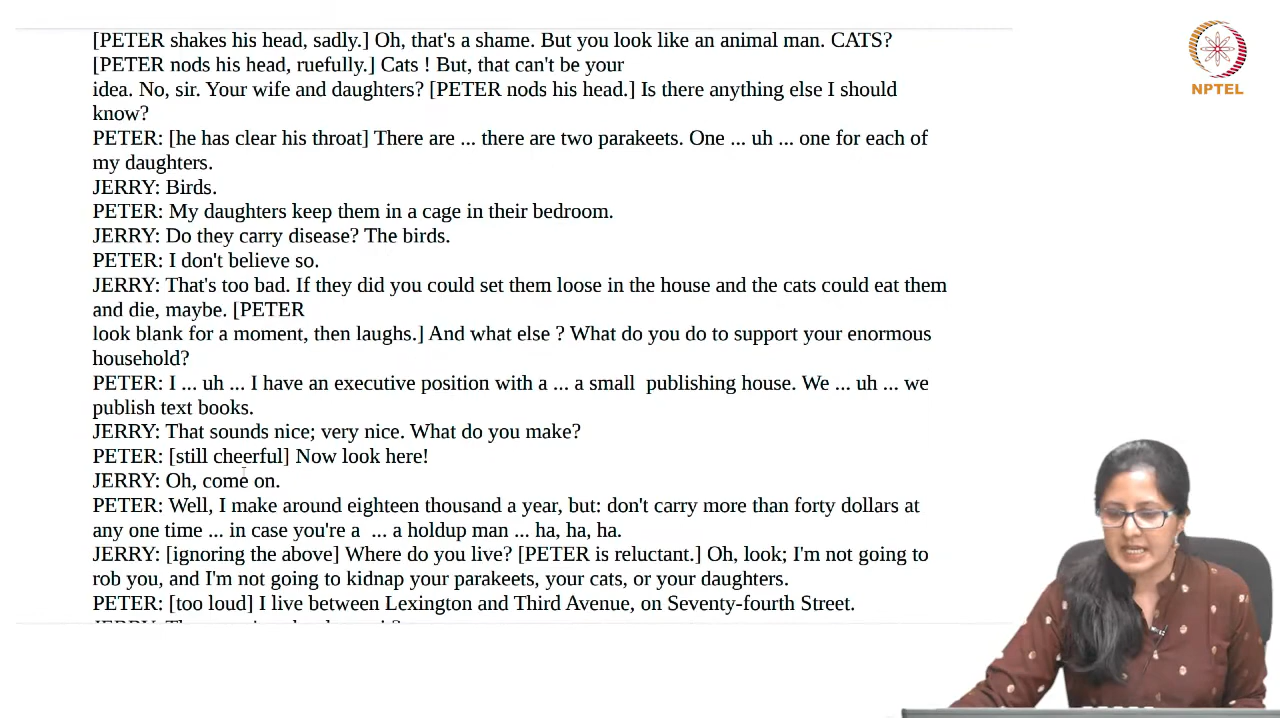 [PETER shakes his head, sadly.] Oh, that's a shame. But you look like an animal man. CATS?
[PETER nods his head, ruefully.] Cats ! But, that can't be your
idea. No, sir. Your wife and daughters? [PETER nods his head.] Is there anything else I should
know?
PETER: [he has clear his throat] There are ... there are two parakeets. One ... uh ... one for each of
my daughters.
JERRY: Birds.
PETER: My daughters keep them in a cage in their bedroom.
JERRY: Do they carry disease? The birds.
PETER: I don't believe so.
JERRY: That's too bad. If they did you could set them loose in the house and the cats could eat them
and die, maybe. [PETER
look blank for a moment, then laughs.] And what else ? What do you do to support your enormous
household?
PETER: I ... uh ... I have an executive position with a ... a small publishing house. We ... uh ... we
publish text books.
JERRY: That sounds nice; very nice. What do you make?
PETER: [still cheerful] Now look here!
JERRY: Oh, come on.
PETER: Well, I make around eighteen thousand a year, but: don't carry more than forty dollars at
any one time ... in case you're a ... a holdup man ... ha, ha, ha.
JERRY: [ignoring the above] Where do you live? [PETER is reluctant.] Oh, look; I'm not going to
rob you, and I'm not going to kidnap your parakeets, your cats, or your daughters.
PETER: [too loud] I live between Lexington and Third Avenue, on Seventy-fourth Street.
NPTEL